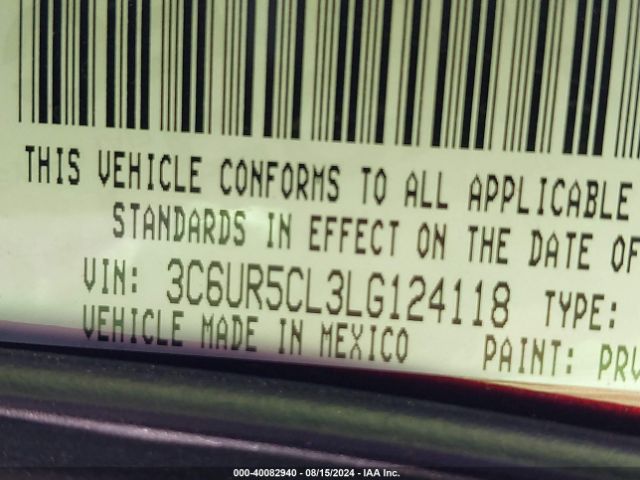 THIS VEHICLE CONFORMS TO ALL APPLICABLE
STANDARDS IN EFFECT ON THE DATE OF
VIN: 3C6UR5CL3LG124118 TYPE:
VEHICLE MADE IN MEXICO PAINT: PRV
000-40082940 - 08/15/2024 - IAA Inc.